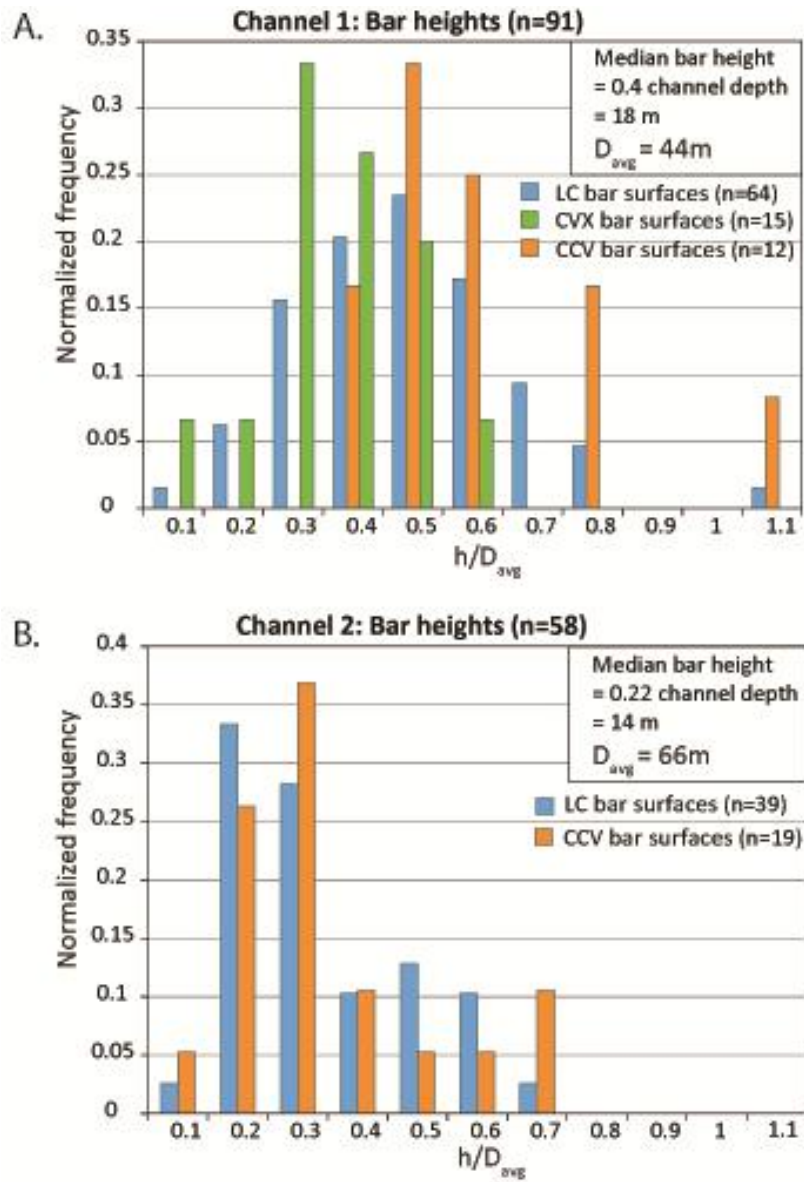 A.
Channel 1: Bar heights (n=91)
Normalized frequency
0.35
0.3
0.25
0.2
0.15
0.1
0.05
0
Median bar height
= 0.4 channel depth
= 18 m
Davg = 44m
LC bar surfaces (n=64)
CVX bar surfaces (n=15)
CCV bar surfaces (n=12)
0.1 0.2 0.3 0.4 0.5 0.6 0.7 0.8 0.9 1 1.1
h/Davg
B.
Channel 2: Bar heights (n=58)
Normalized frequency
0.4
0.35
0.3
0.25
0.2
0.15
0.1
0.05
0
Median bar height
= 0.22 channel depth
= 14 m
Davg = 66m
LC bar surfaces (n=39)
CCV bar surfaces (n=19)
0.1 0.2 0.3 0.4 0.5 0.6 0.7 0.8 0.9 1 1.1
h/Davg